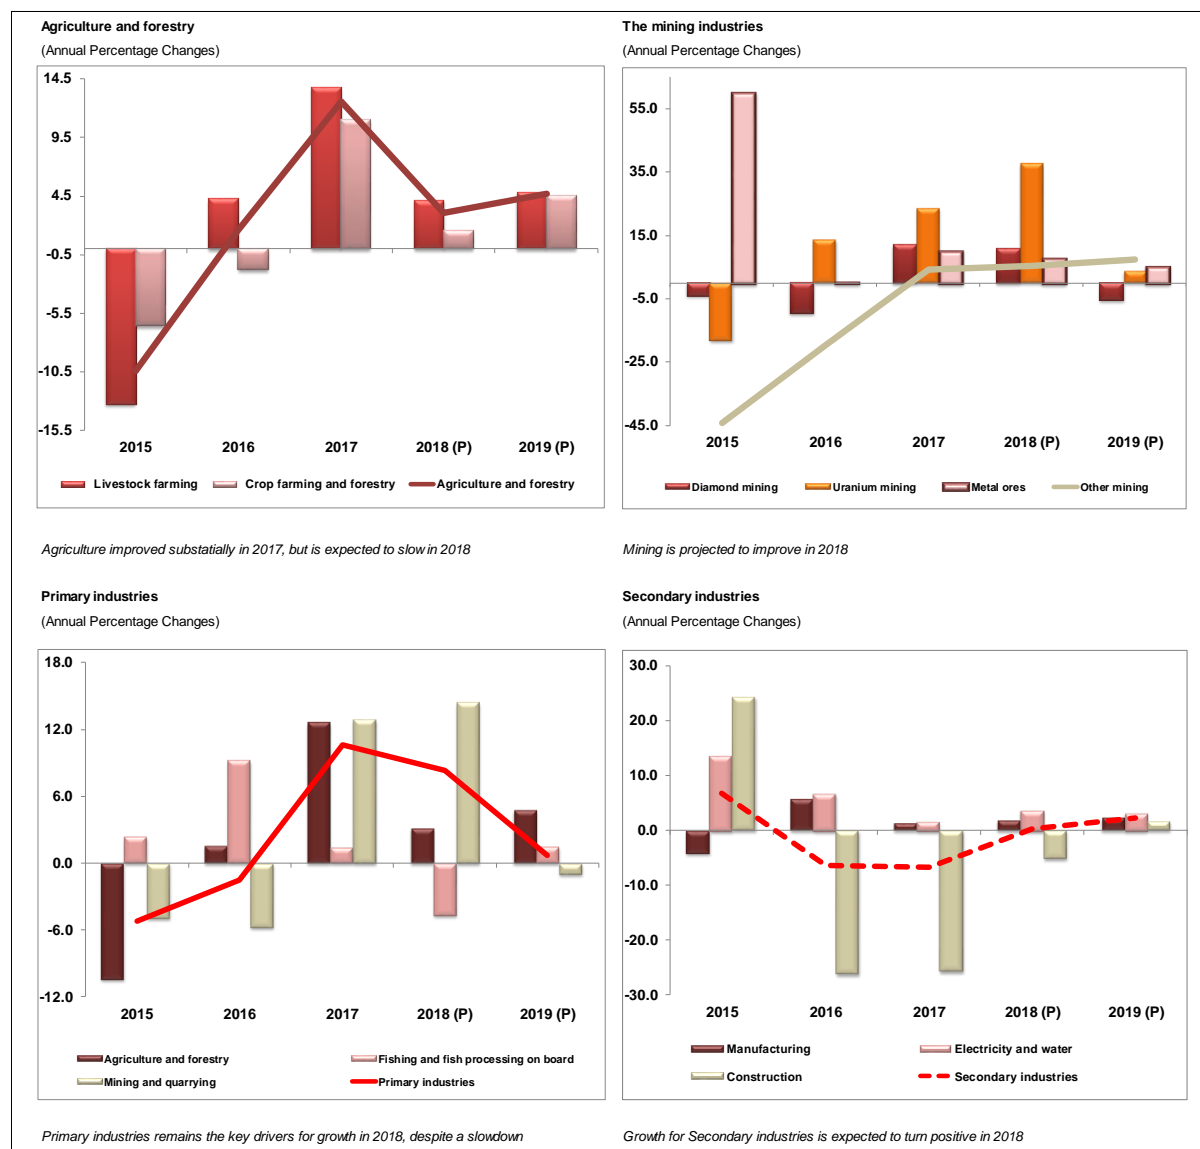 Agriculture and forestry
(Annual Percentage Changes)
14.5
9.5
4.5
-0.5
-5.5
-10.5
-15.5
2015 2016 2017 2018 (P) 2019 (P)
Livestock farming Crop farming and forestry Agriculture and forestry
Agriculture improved substatially in 2017, but is expected to slow in 2018
The mining industries
(Annual Percentage Changes)
55.0
35.0
15.0
-5.0
-25.0
-45.0
2015 2016 2017 2018 (P) 2019 (P)
Diamond mining Uranium mining Metal ores Other mining
Mining is projected to improve in 2018
Primary industries
(Annual Percentage Changes)
18.0
12.0
6.0
0.0
-6.0
-12.0
2015 2016 2017 2018 (P) 2019 (P)
Agriculture and forestry Fishing and fish processing on board
Mining and quarrying Primary industries
Primary industries remains the key drivers for growth in 2018, despite a slowdown
Secondary industries
(Annual Percentage Changes)
30.0
20.0
10.0
0.0
-10.0
-20.0
-30.0
2015 2016 2017 2018 (P) 2019 (P)
Manufacturing Electricity and water
Construction Secondary industries
Growth for Secondary industries is expected to turn positive in 2018